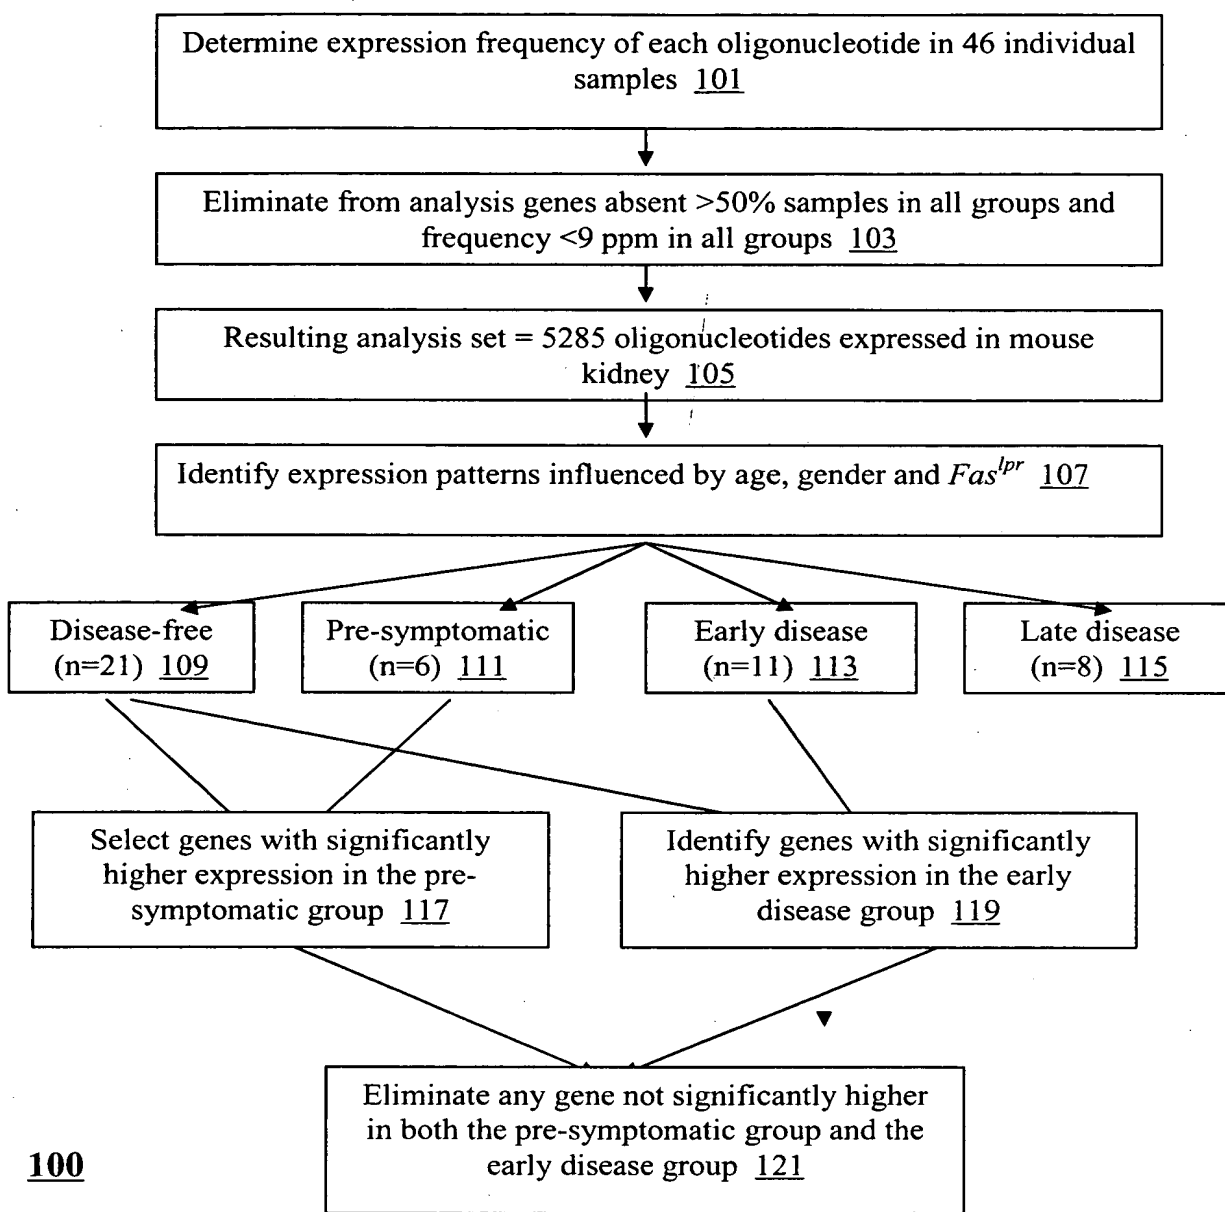 Determine expression frequency of each oligonucleotide in 46 individual
samples 101
Eliminate from analysis genes absent >50% samples in all groups and
frequency <9 ppm in all groups 103
Resulting analysis set = 5285 oligonucleotides expressed in mouse
kidney 105
Identify expression patterns influenced by age, gender and Fas^lpr 107
Disease-free
(n=21) 109
Pre-symptomatic
(n=6) 111
Early disease
(n=11) 113
Late disease
(n=8) 115
Select genes with significantly
higher expression in the pre-
symptomatic group 117
Identify genes with significantly
higher expression in the early
disease group 119
Eliminate any gene not significantly higher
in both the pre-symptomatic group and the
early disease group 121
100